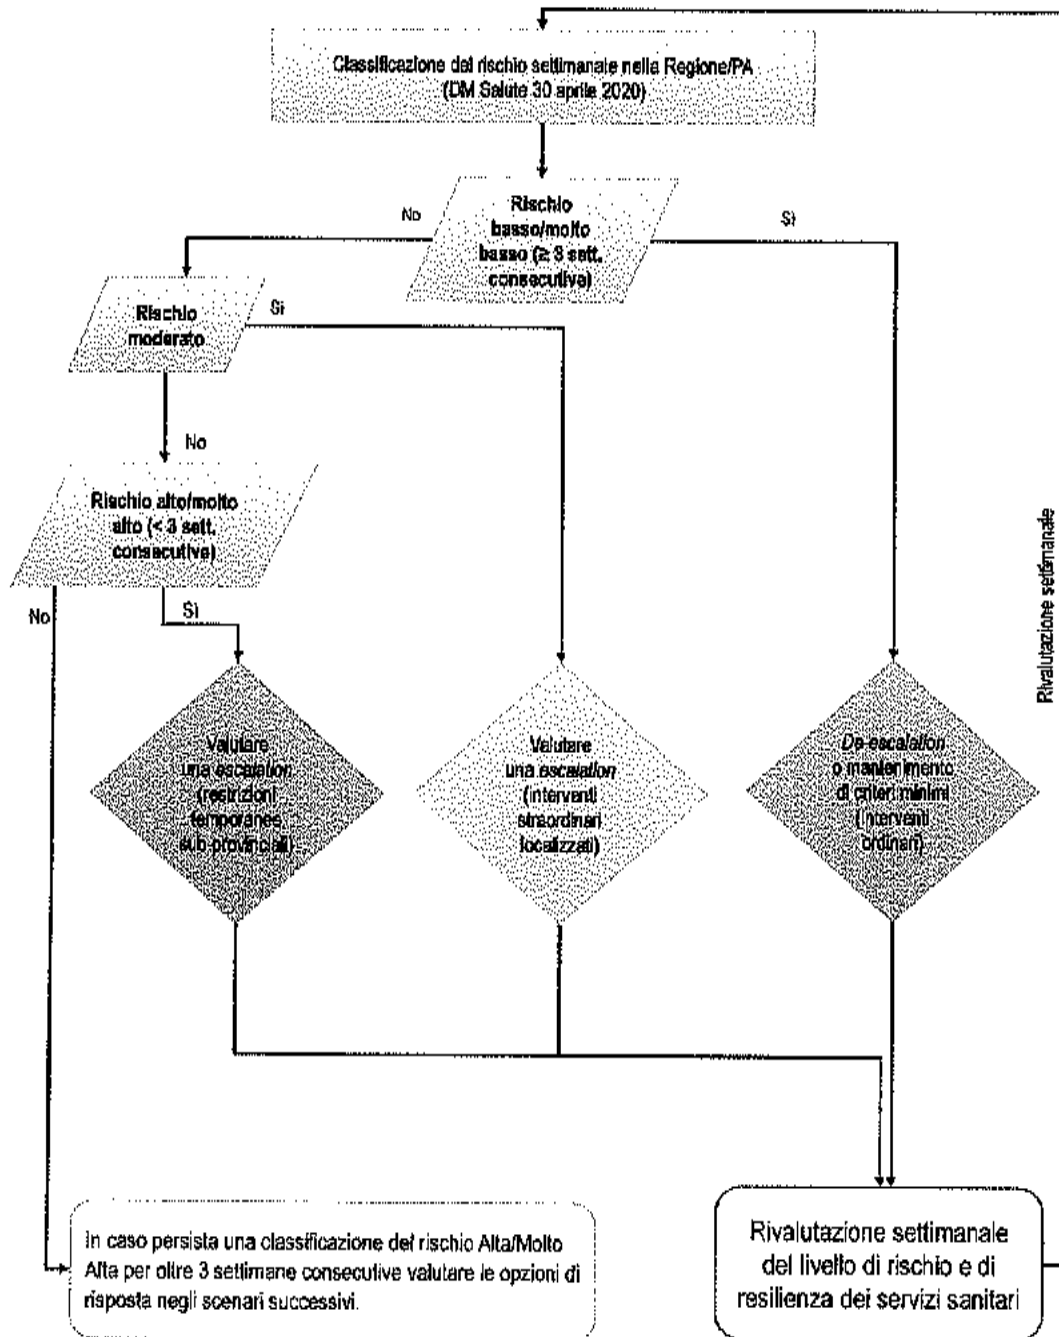 Classificazione del rischio settimanale nella Regione/PA
(DM Salute 30 aprile 2020)
Rischio
basso/molto
basso (≥ 3 sett.
consecutive)
No
Sì
Rischio
moderato
Sì
No
Rischio alto/molto
alto (< 3 sett.
consecutive)
No
Sì
Valutare
una escalation
(restrizioni
temporanee
sub-provinciali)
Valutare
una escalation
(interventi
straordinari
localizzati)
De-escalation
o mantenimento
di criteri minimi
(interventi
ordinari)
Rivalutazione settimanale
In caso persista una classificazione del rischio Alta/Molto
Alta per oltre 3 settimane consecutive valutare le opzioni di
risposta negli scenari successivi.
Rivalutazione settimanale
del livello di rischio e di
resilienza dei servizi sanitari